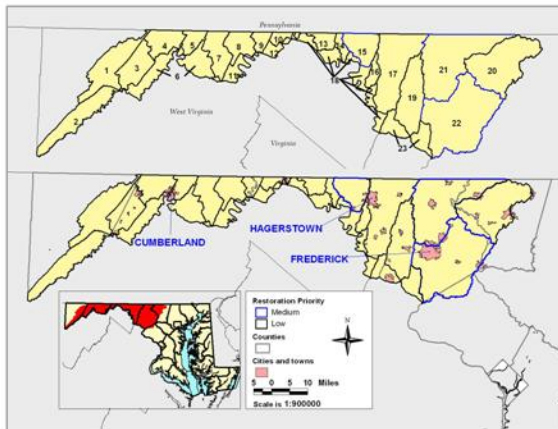 Pennsylvania
1
2
3
4
5
6
7
8
9
10
11
13
14
15
16
17
19
20
21
22
23
West Virginia
Virginia
CUMBERLAND
HAGERSTOWN
FREDERICK
Restoration Priority
Medium
Low
Counties
Cities and towns
5 0 5 10 Miles
Scale is 1:900000